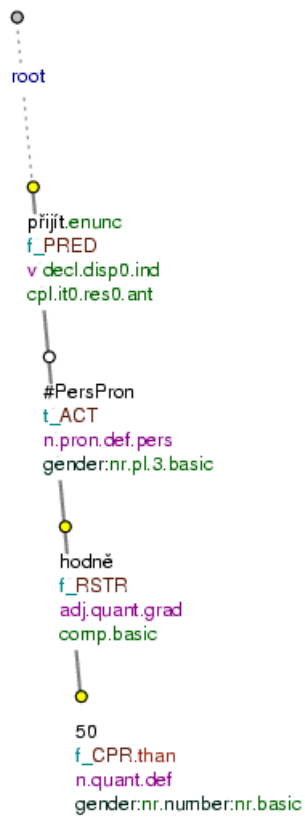 root
přijít.enunc
f_PRED
v decl.disp0.ind
cpl.it0.res0.ant
#PersPron
t_ACT
n.pron.def.pers
gender:nr.pl.3.basic
hodně
f_RSTR
adj.quant.grad
comp.basic
50
f_CPR.than
n.quant.def
gender:nr.number:nr.basic